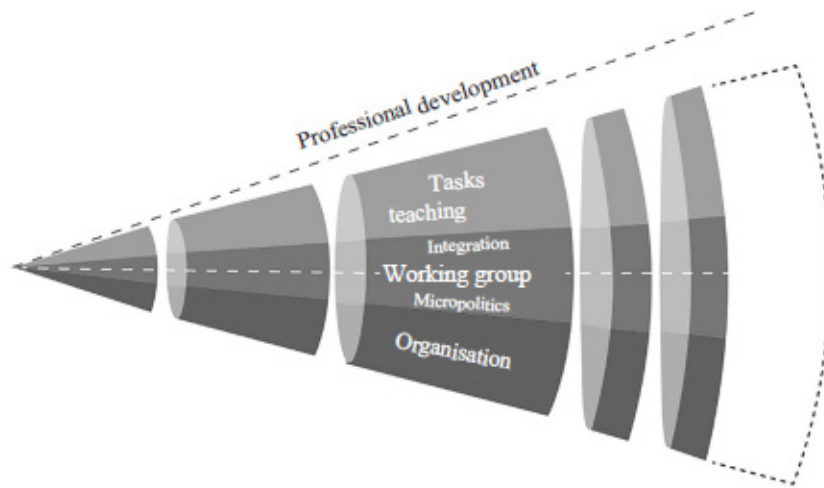 Professional development
Tasks
teaching
Integration
Working group
Micropolitics
Organisation